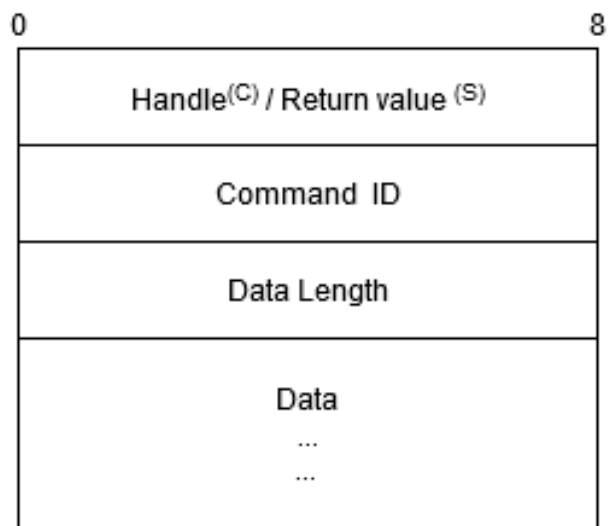 0 8
Handle(C) / Return value (S)
Command ID
Data Length
Data
...
...